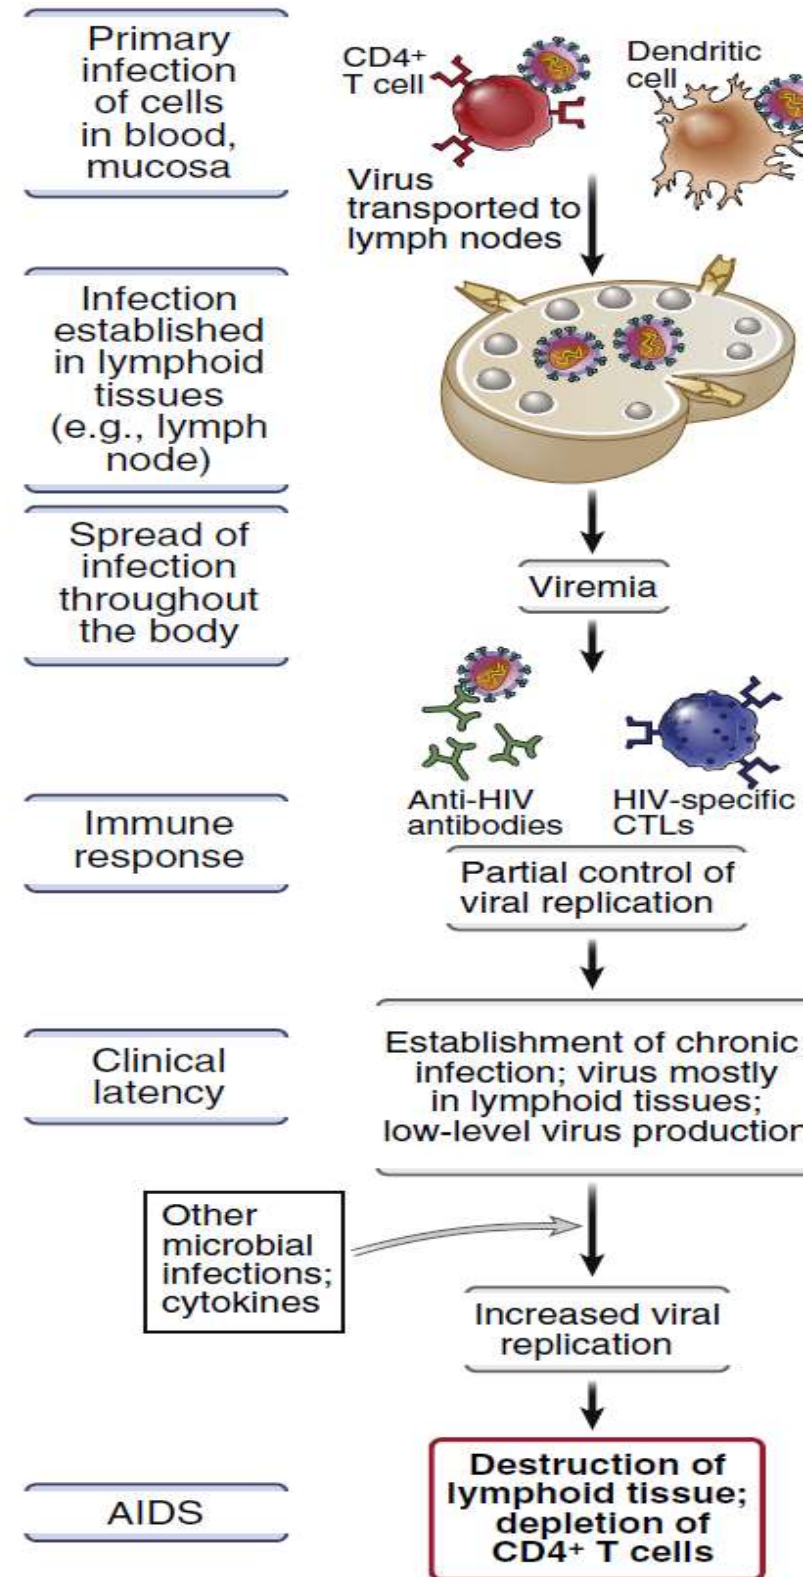 Primary
infection
of cells
in blood,
mucosa
CD4+
T cell
Dendritic
cell
Virus
transported to
lymph nodes
Infection
established
in lymphoid
tissues
(e.g., lymph
node)
Spread of
infection
throughout
the body
Viremia
Anti-HIV
antibodies
HIV-specific
CTLs
Immune
response
Partial control of
viral replication
Clinical
latency
Establishment of chronic
infection; virus mostly
in lymphoid tissues;
low-level virus production
Other
microbial
infections;
cytokines
Increased viral
replication
AIDS
Destruction of
lymphoid tissue;
depletion of
CD4+ T cells